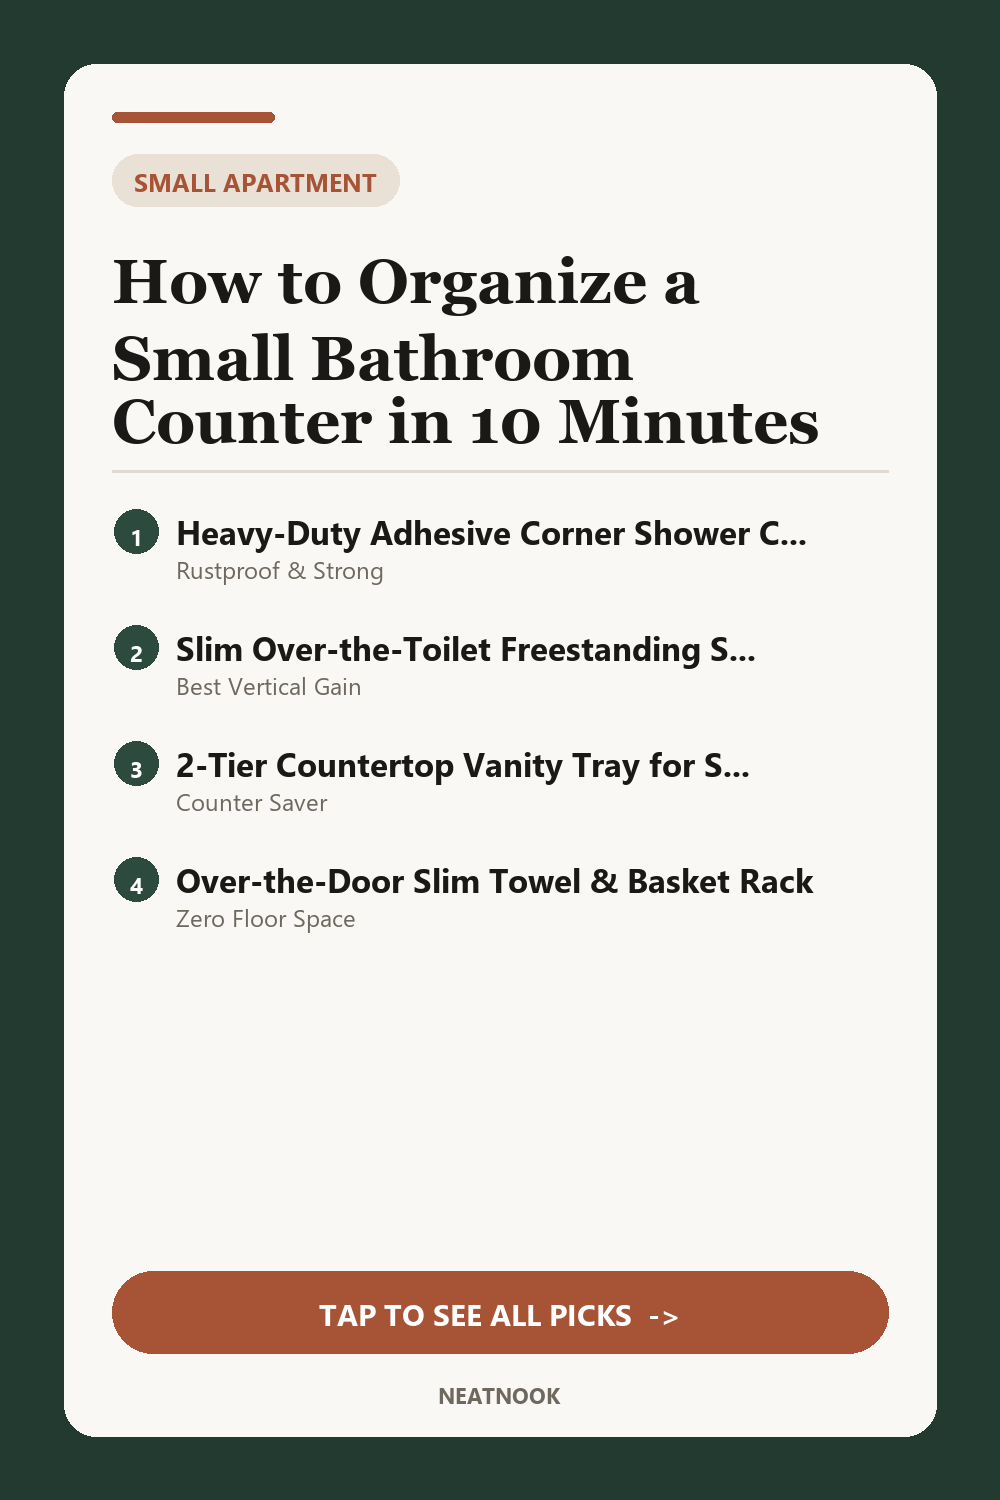 SMALL APARTMENT
How to Organize a
Small Bathroom
Counter in 10 Minutes
1 Heavy-Duty Adhesive Corner Shower C...
Rustproof & Strong
2 Slim Over-the-Toilet Freestanding S...
Best Vertical Gain
3 2-Tier Countertop Vanity Tray for S...
Counter Saver
4 Over-the-Door Slim Towel & Basket Rack
Zero Floor Space
TAP TO SEE ALL PICKS ->
NEATNOOK